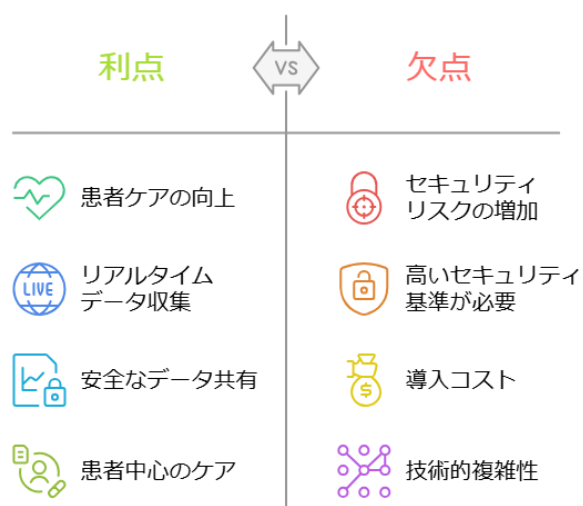 利点
VS
欠点
患者ケアの向上
リアルタイム
データ収集
LIVE
安全なデータ共有
患者中心のケア
セキュリティ
リスクの増加
高いセキュリティ
基準が必要
導入コスト
$
技術的複雑性